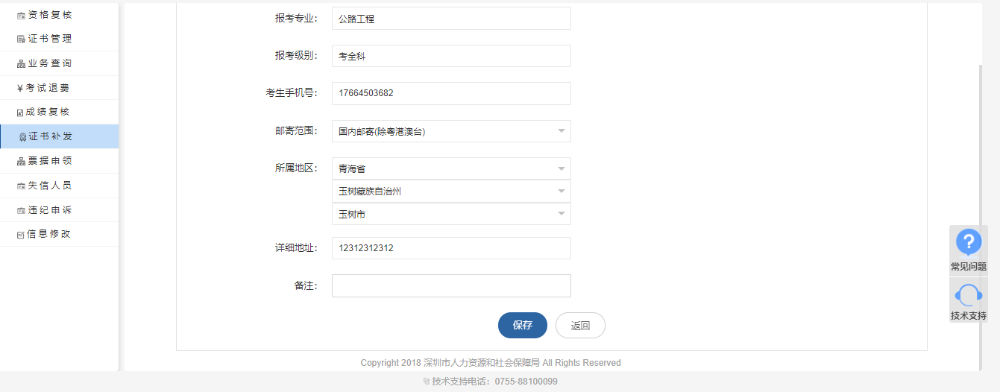 资格复核
证书管理
业务查询
考试退费
成绩复核
证书补发
票据申领
失信人员
违纪申诉
信息修改
报考专业： 公路工程
报考级别： 考全科
考生手机号： 17664503682
邮寄范围： 国内邮寄(除粤港澳台)
所属地区： 青海省
玉树藏族自治州
玉树市
详细地址： 12312312312
备注：
保存 返回
常见问题
技术支持
Copyright 2018 深圳市人力资源和社会保障局 All Rights Reserved
技术支持电话：0755-88100099